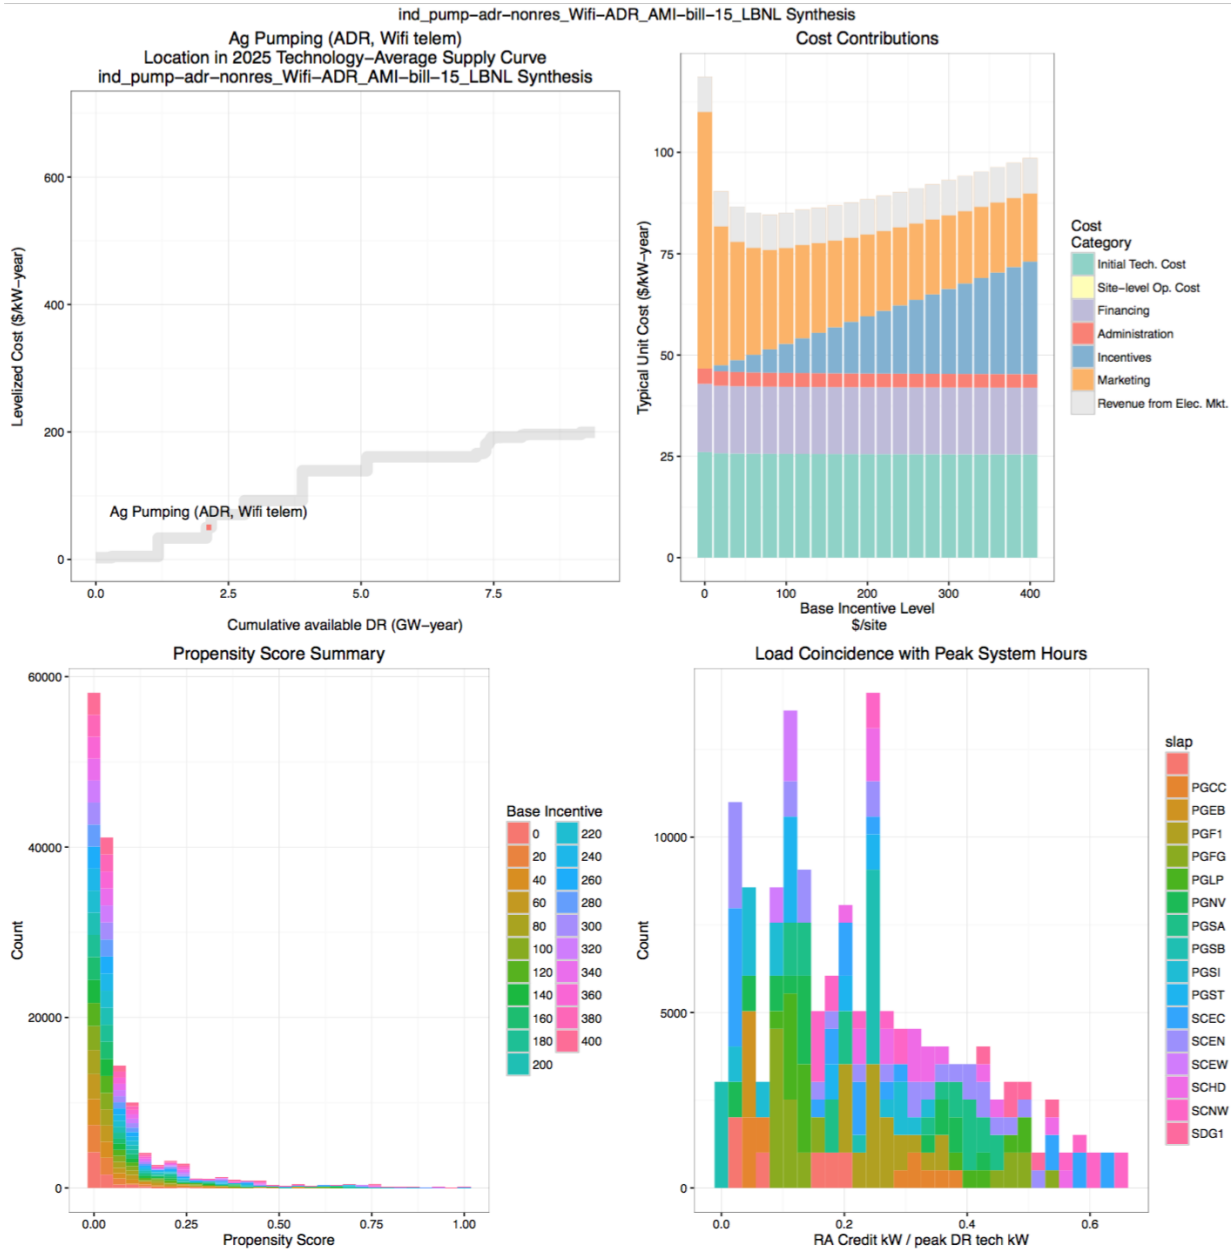 ind_pump-adr-nonres_Wifi-ADR_AMI-bill-15_LBNL Synthesis
Ag Pumping (ADR, Wifi telem)
Location in 2025 Technology-Average Supply Curve
ind_pump-adr-nonres_Wifi-ADR_AMI-bill-15_LBNL Synthesis
Levelized Cost ($/kW-year)
600
400
200
0
Ag Pumping (ADR, Wifi telem)
0.0 2.5 5.0 7.5
Cumulative available DR (GW-year)
Cost Contributions
Typical Unit Cost ($/kW-year)
100
75
50
25
0
0 100 200 300 400
Base Incentive Level
$/site
Cost
Category
Initial Tech. Cost
Site-level Op. Cost
Financing
Administration
Incentives
Marketing
Revenue from Elec. Mkt.
Propensity Score Summary
Count
60000
40000
20000
0
0.00 0.25 0.50 0.75 1.00
Propensity Score
Base Incentive
0 220
20 240
40 260
60 280
80 300
100 320
120 340
140 360
160 380
180 400
200
Load Coincidence with Peak System Hours
Count
10000
5000
0
0.0 0.2 0.4 0.6
RA Credit kW / peak DR tech kW
slap
PGCC
PGEB
PGF1
PGFG
PGLP
PGNV
PGSA
PGSB
PGSI
PGST
SCEC
SCEN
SCEW
SCHD
SCNW
SDG1